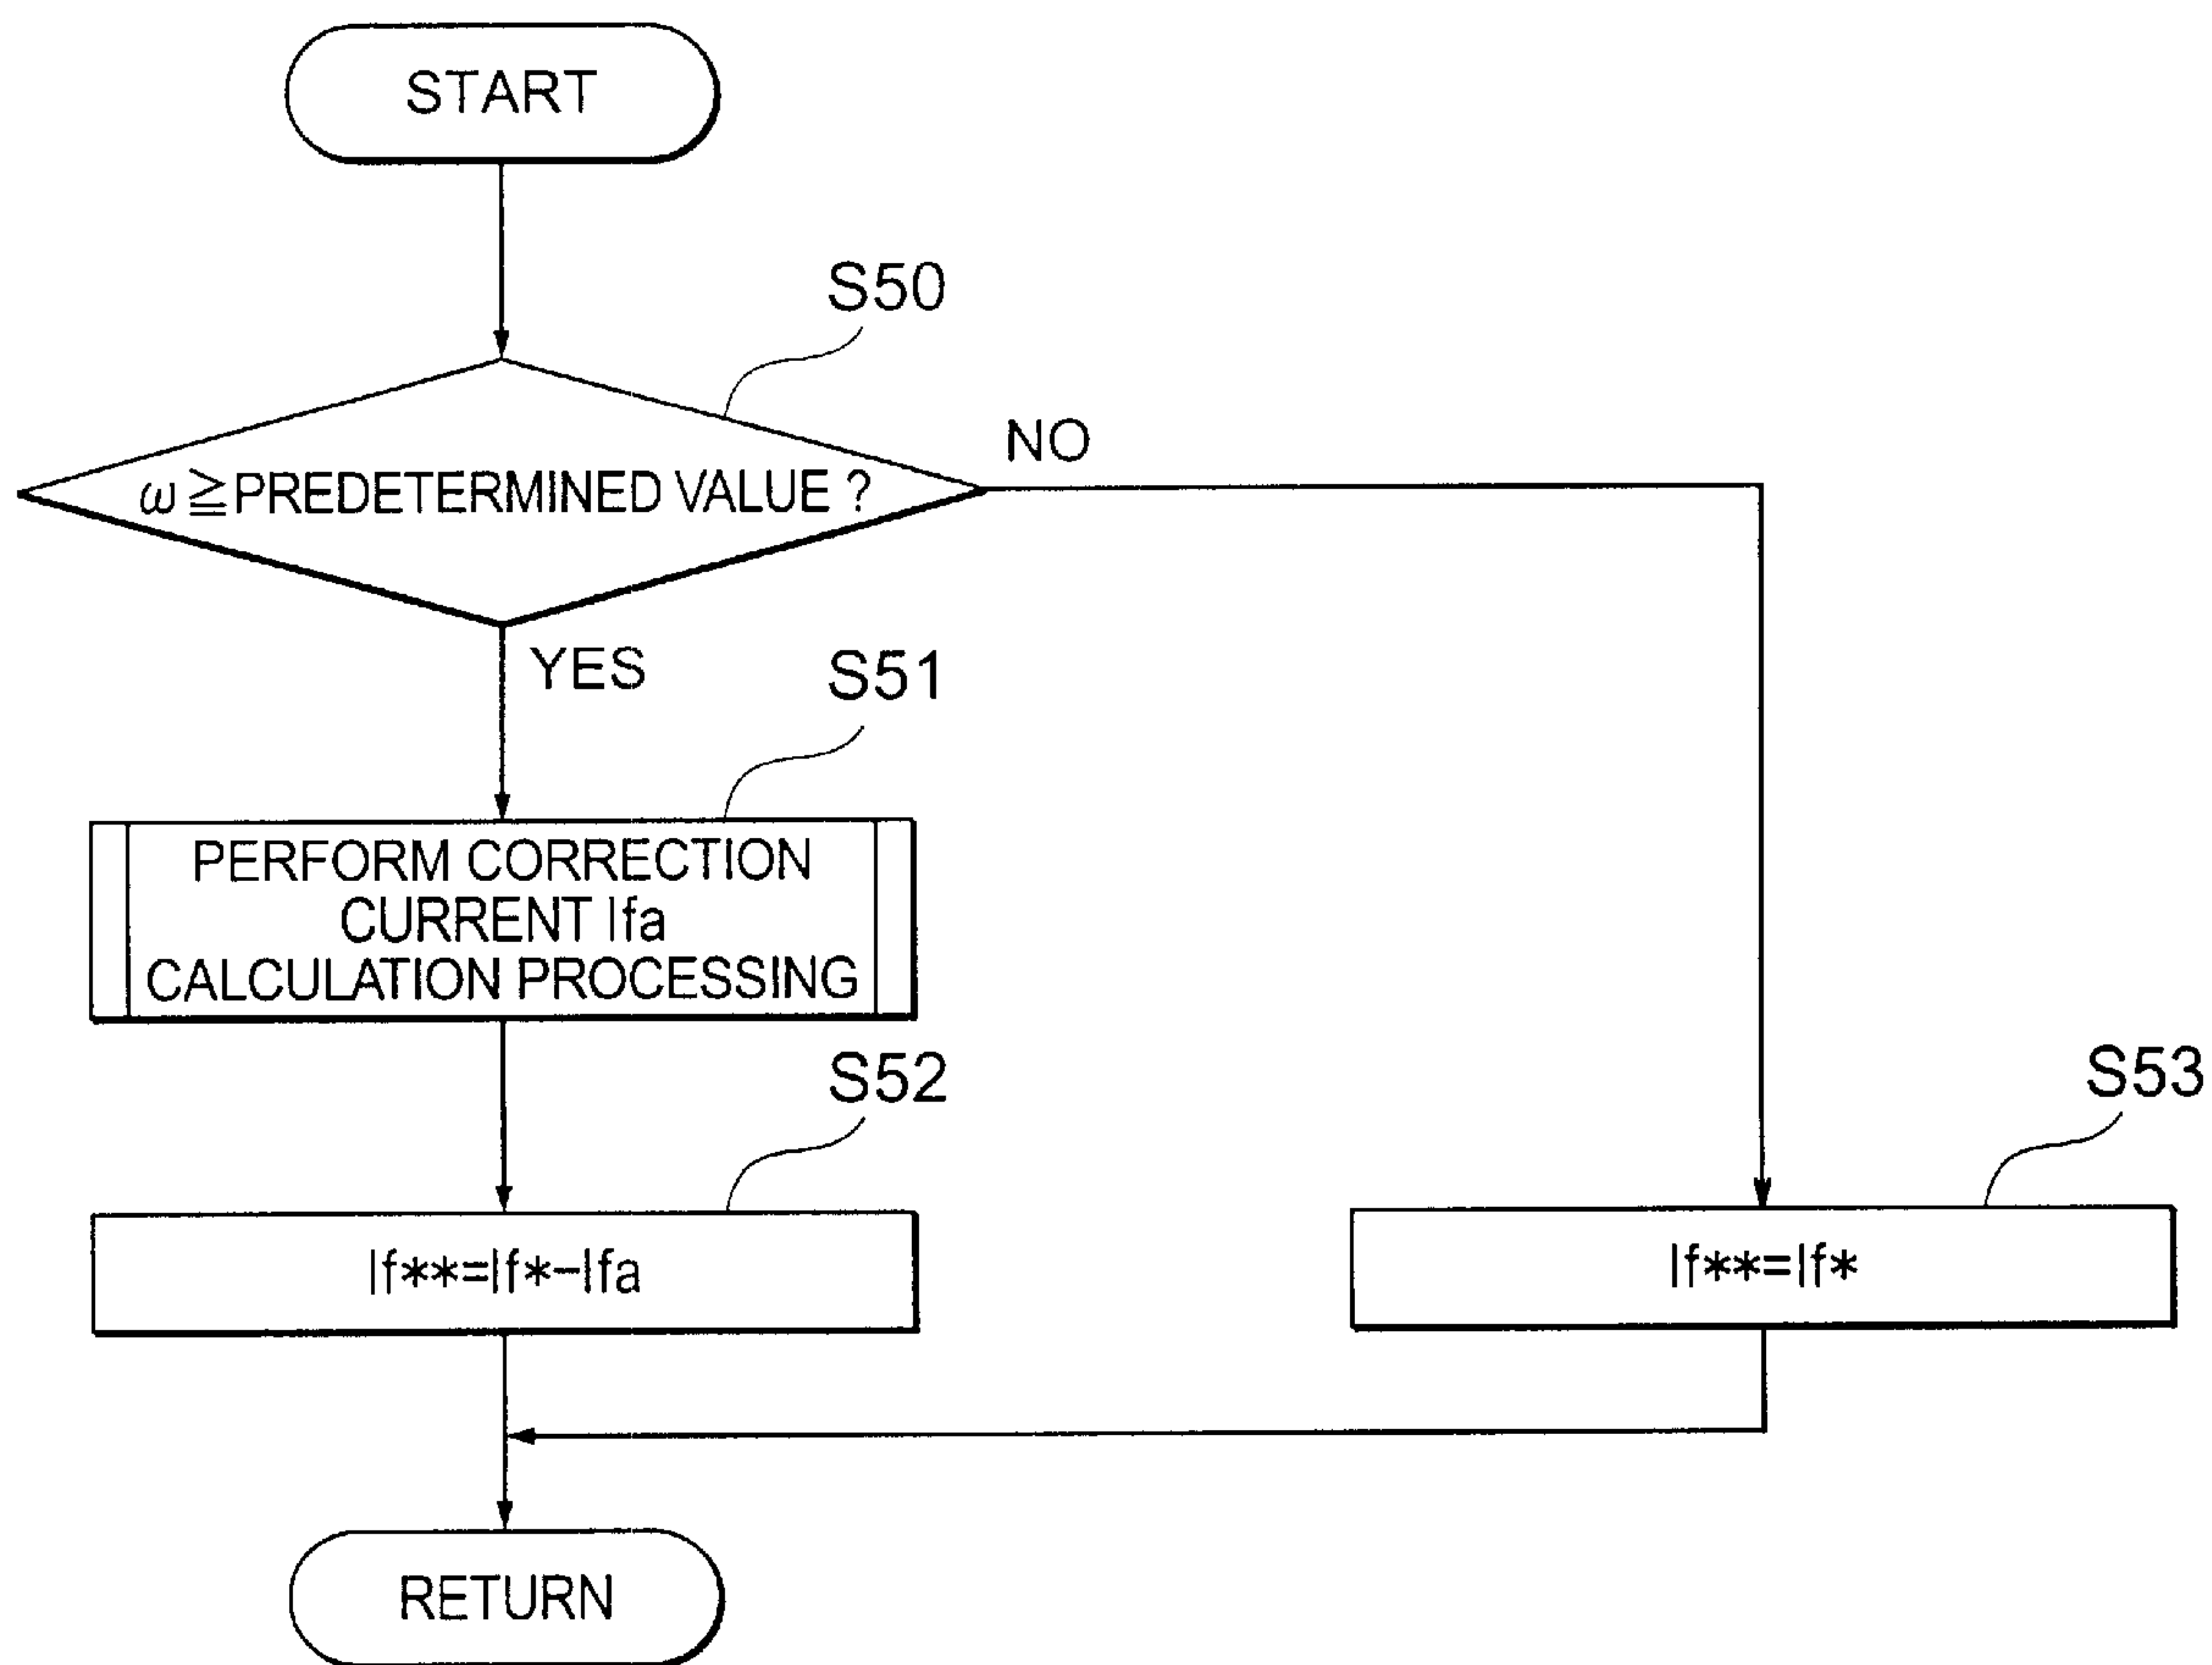 START
S50
ω≧PREDETERMINED VALUE ?
NO
YES
S51
PERFORM CORRECTION
CURRENT Ifa
CALCULATION PROCESSING
S52
If**=If*-Ifa
S53
If**=If*
RETURN